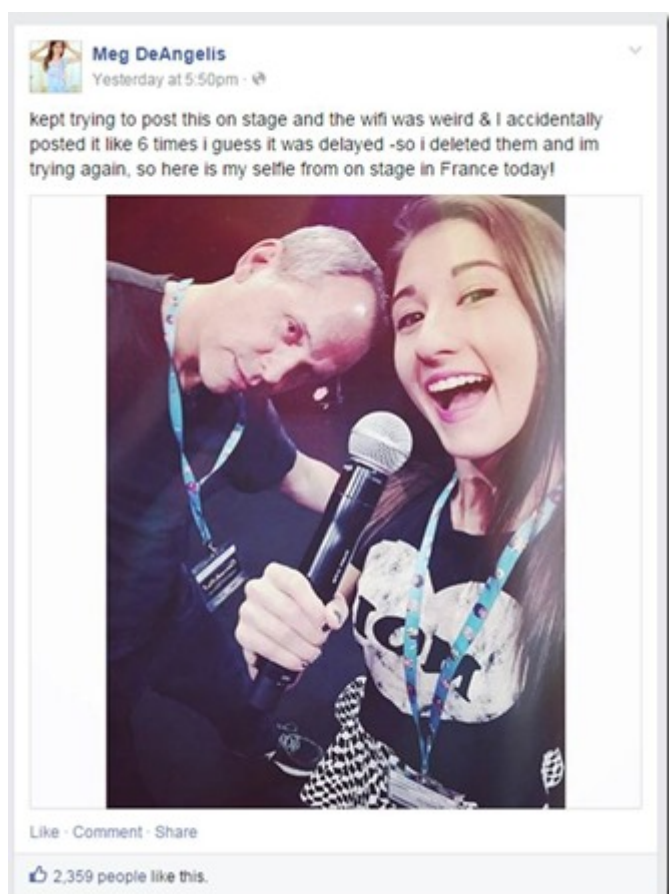 Meg DeAngelis
Yesterday at 5:50pm ·
kept trying to post this on stage and the wifi was weird & I accidentally
posted it like 6 times i guess it was delayed -so i deleted them and im
trying again, so here is my selfie from on stage in France today!
Like · Comment · Share
2,359 people like this.